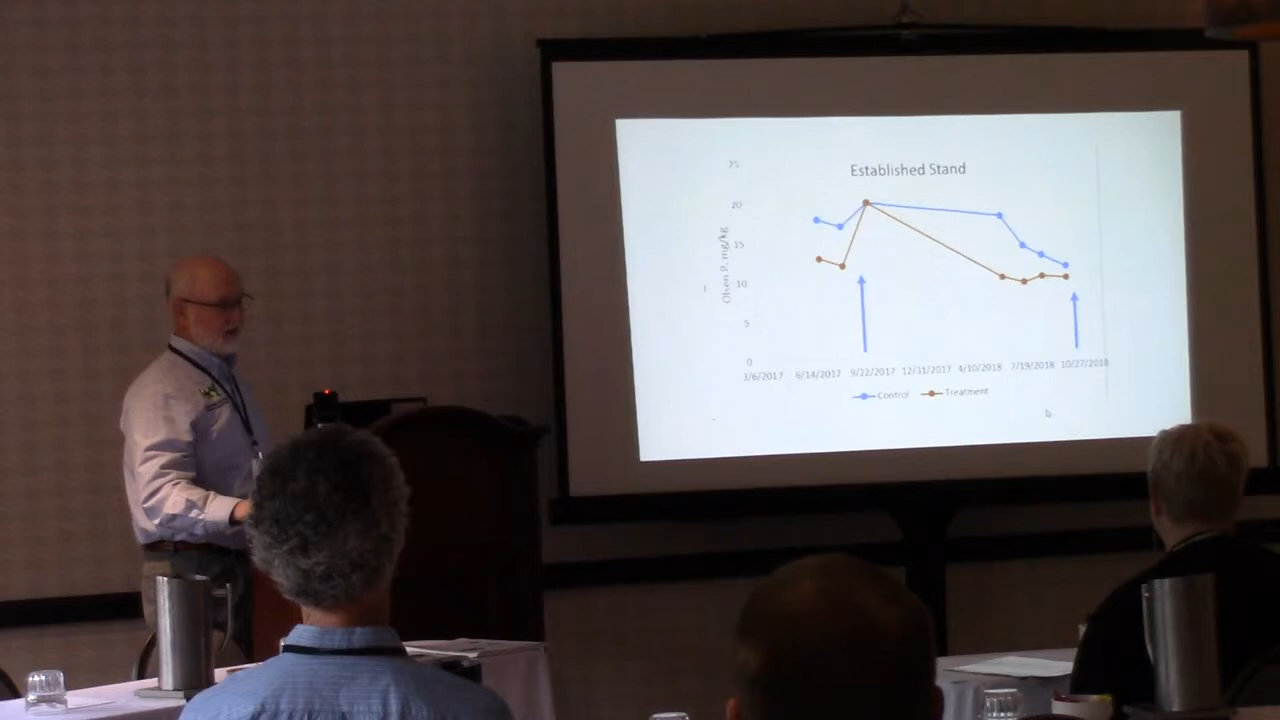 Established Stand
25
20
15
10
5
0
Olsen P, mg/kg
3/6/2017 6/14/2017 9/22/2017 12/31/2017 4/10/2018 7/19/2018 10/27/2018
Control Treatment